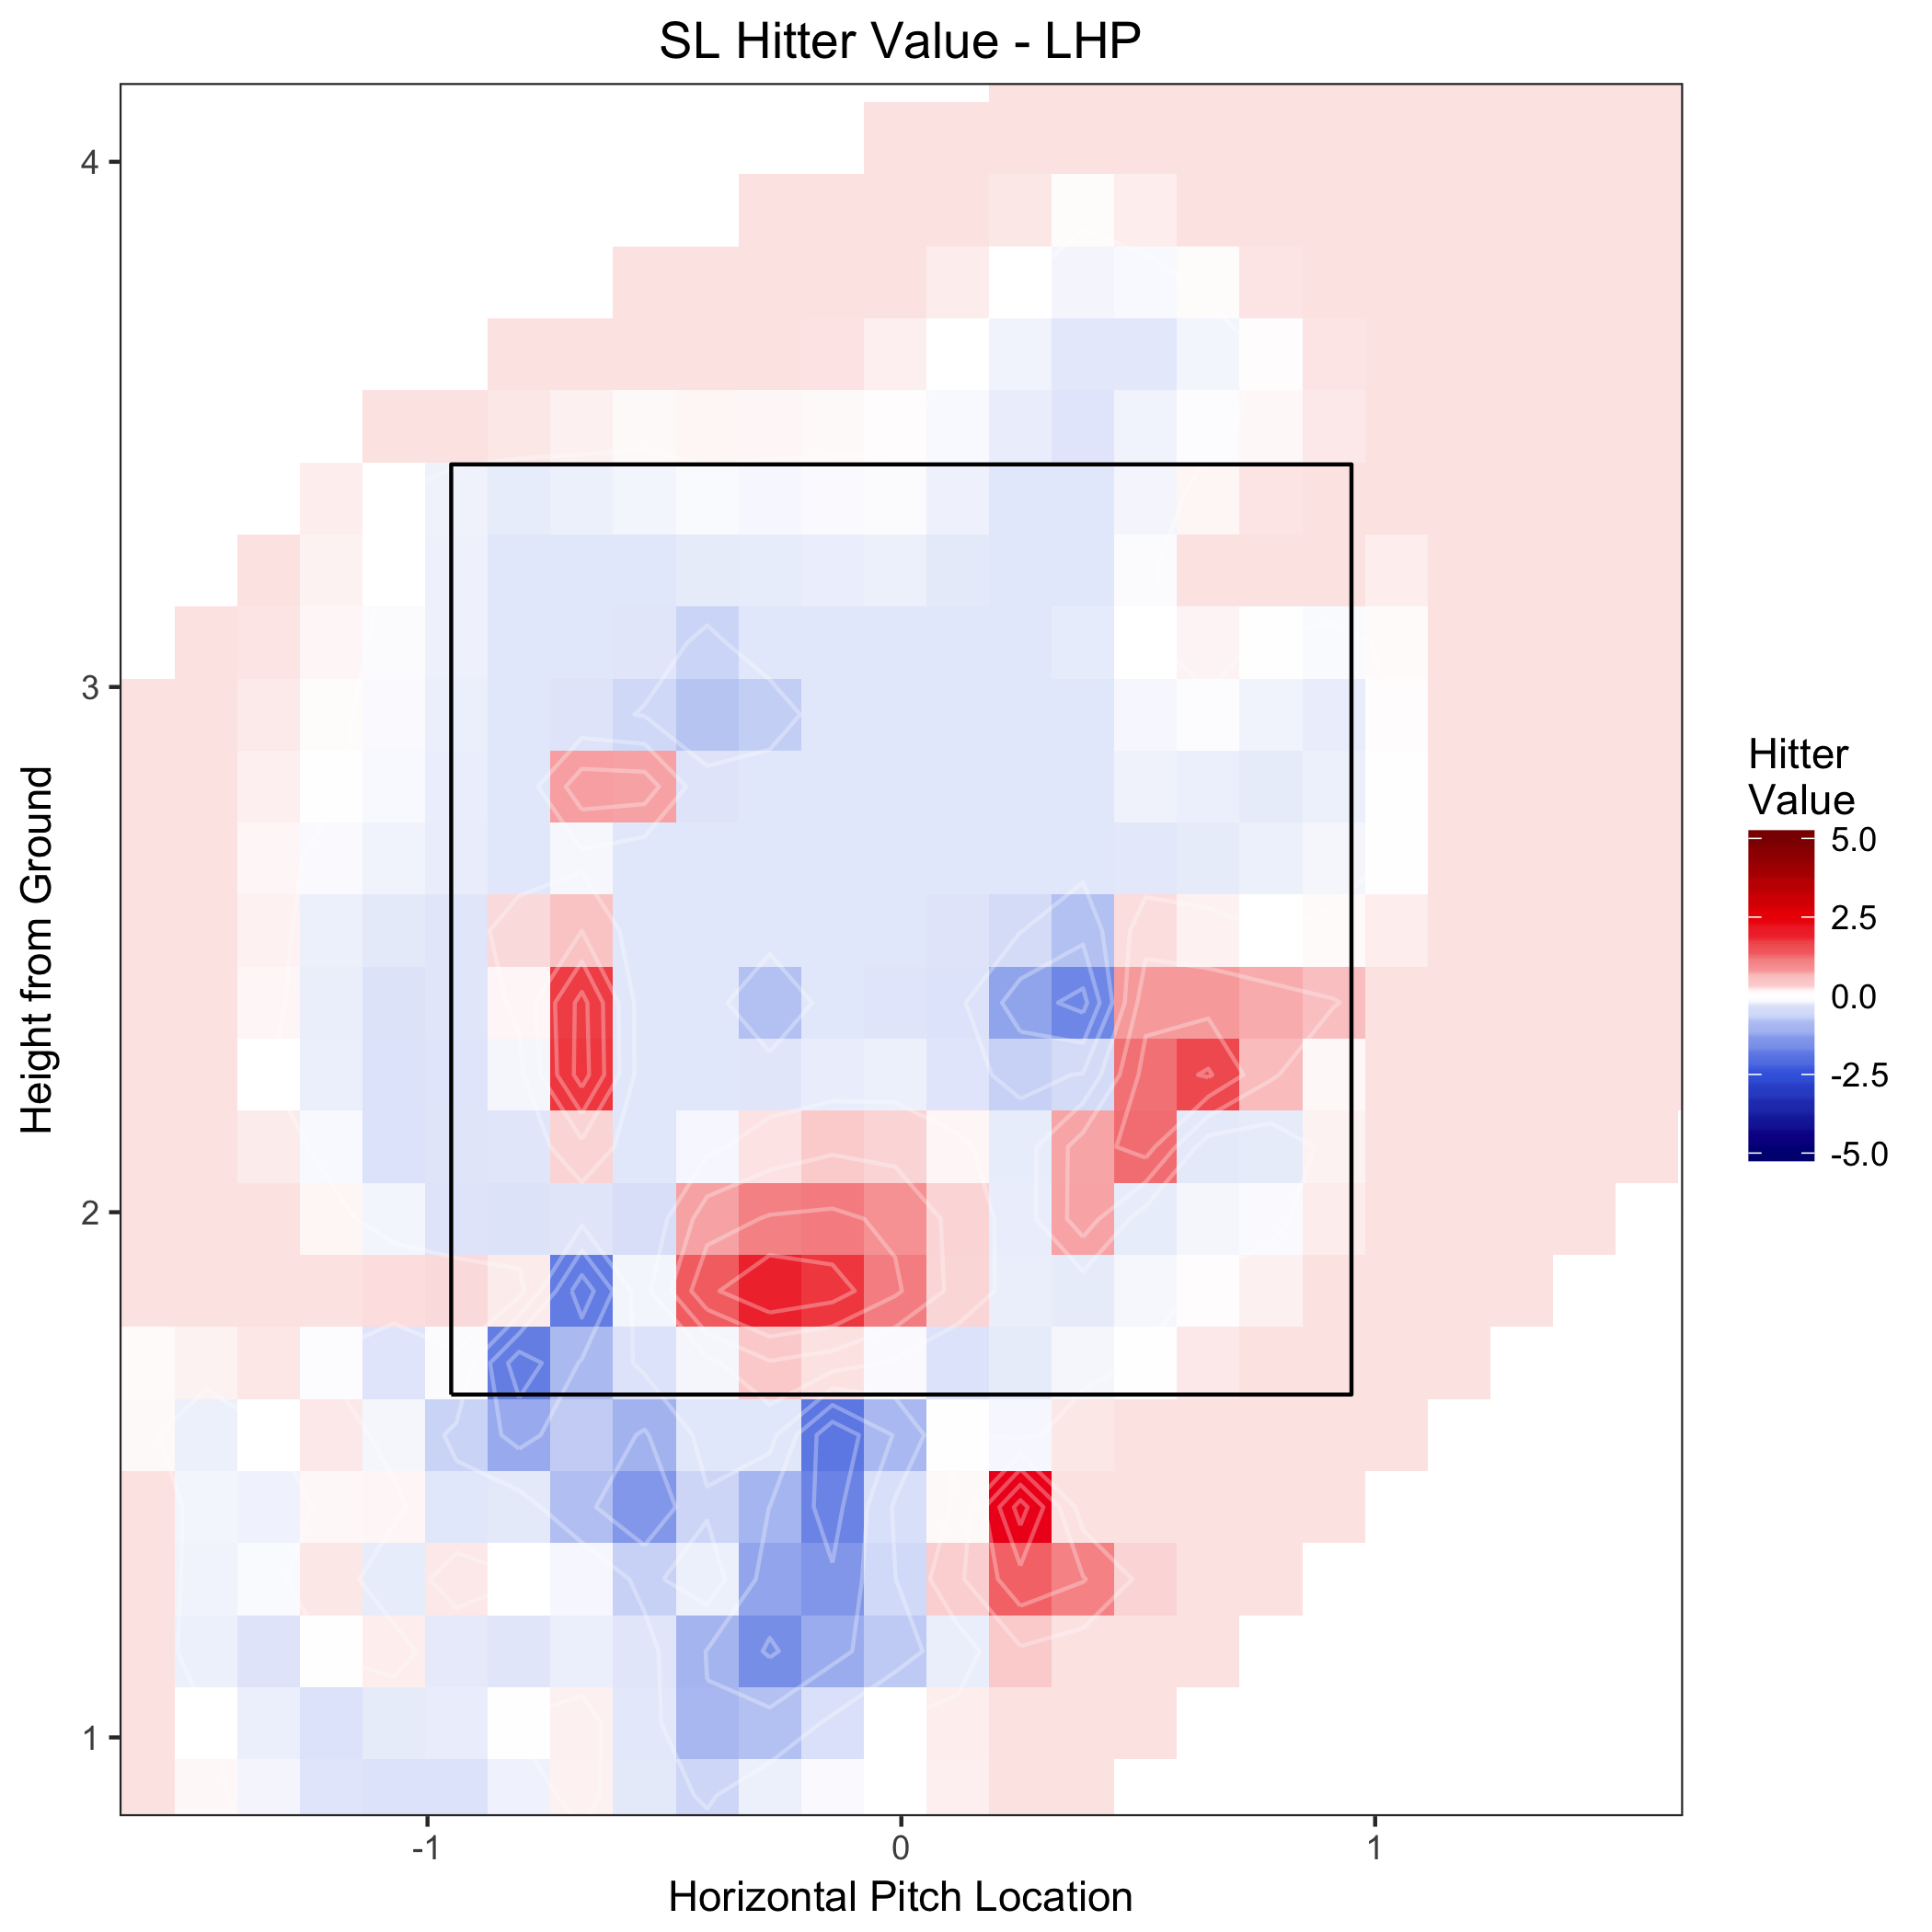 SL Hitter Value - LHP
4
3
2
1
Height from Ground
-1 0 1
Horizontal Pitch Location
Hitter
Value
5.0
2.5
0.0
-2.5
-5.0